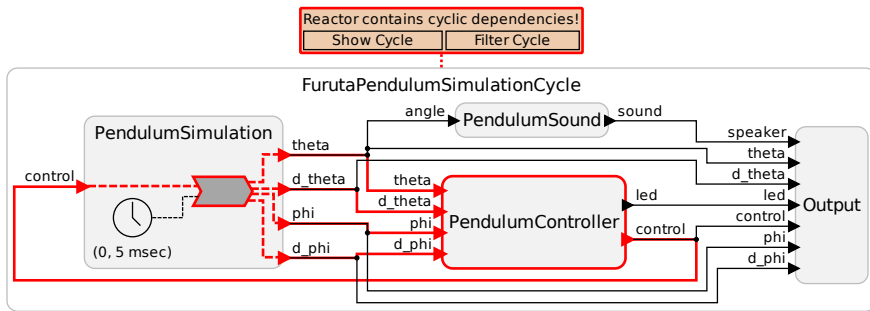 Reactor contains cyclic dependencies!
Show Cycle
Filter Cycle
FurutaPendulumSimulationCycle
PendulumSimulation
control
(0, 5 msec)
theta
d_theta
phi
d_phi
angle
PendulumSound
sound
theta
d_theta
phi
d_phi
PendulumController
led
control
speaker
theta
d_theta
led
control
phi
d_phi
Output